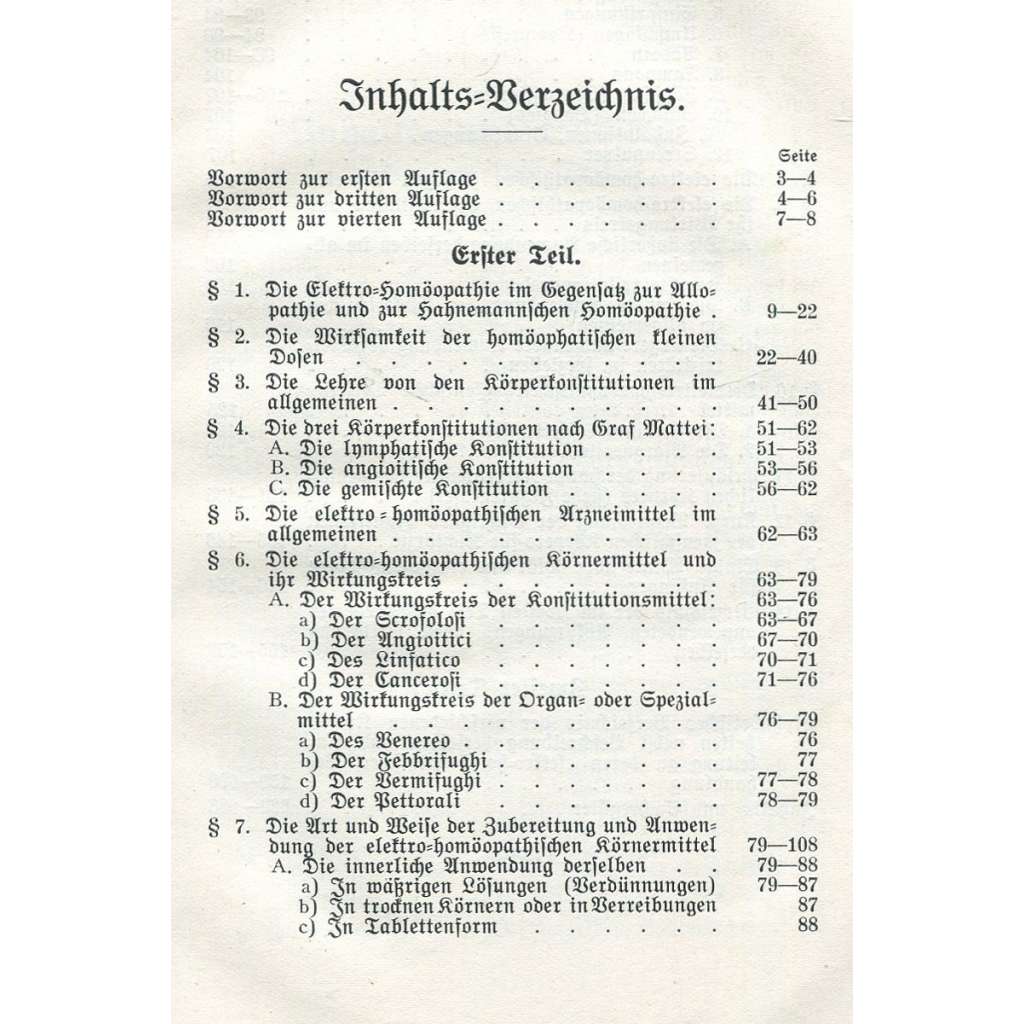 Inhalts-Verzeichnis.
Seite
Vorwort zur ersten Auflage . . . . . . . 3—4
Vorwort zur dritten Auflage . . . . . . . 4—6
Vorwort zur vierten Auflage . . . . . . . 7—8
Erster Teil.
§ 1. Die Elektro-Homöopathie im Gegensatz zur Allo-
pathie und zur Hahnemannschen Homöopathie . 9—22
§ 2. Die Wirksamkeit der homöophatischen kleinen
Dosen . . . . . . . . . . . 22—40
§ 3. Die Lehre von den Körperkonstitutionen im
allgemeinen . . . . . . . . . . 41—50
§ 4. Die drei Körperkonstitutionen nach Graf Mattei: 51—62
A. Die lymphatische Konstitution . . . . 51—53
B. Die angioitische Konstitution . . . . 53—56
C. Die gemischte Konstitution . . . . . 56—62
§ 5. Die elektro-homöopathischen Arzneimittel im
allgemeinen . . . . . . . . . . 62—63
§ 6. Die elektro-homöopathischen Körnermittel und
ihr Wirkungskreis . . . . . . . . 63—79
A. Der Wirkungskreis der Konstitutionsmittel: 63—76
a) Der Scrofolosi . . . . . . . 63—67
b) Der Angioitici . . . . . . . 67—70
c) Des Linfatico . . . . . . . 70—71
d) Der Cancerosi . . . . . . . 71—76
B. Der Wirkungskreis der Organ- oder Spezial-
mittel . . . . . . . . . . 76—79
a) Des Venereo . . . . . . . . 76
b) Der Febbrifughi . . . . . . . 77
c) Der Vermifughi . . . . . . . 77—78
d) Der Pettorali . . . . . . . 78—79
§ 7. Die Art und Weise der Zubereitung und Anwen-
dung der elektro-homöopathischen Körnermittel 79—108
A. Die innerliche Anwendung derselben . . 79—88
a) In wäßrigen Lösungen (Verdünnungen) 79—87
b) In trocknen Körnern oder in Verreibungen 87
c) In Tablettenform . . . . . . 88